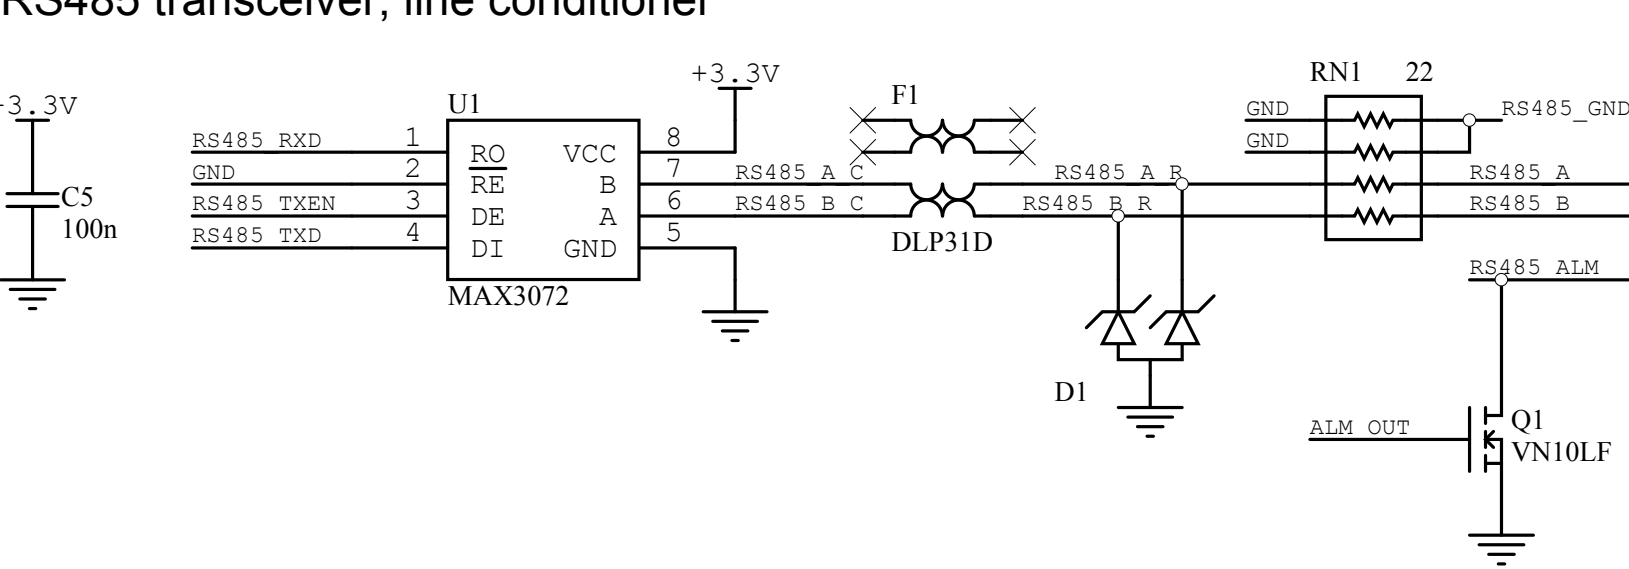 RS485 transceiver, line conditioner
+3.3V
C5
100n
RS485 RXD
GND
RS485 TXEN
RS485 TXD
1
2
3
4
U1
RO
RE
DE
DI
VCC
B
A
GND
MAX3072
8
7
6
5
+3.3V
RS485 A C
RS485 B C
F1
DLP31D
RS485 A R
RS485 B R
D1
RN1 22
GND
GND
RS485_GND
RS485 A
RS485 B
RS485 ALM
ALM OUT
Q1
VN10LF